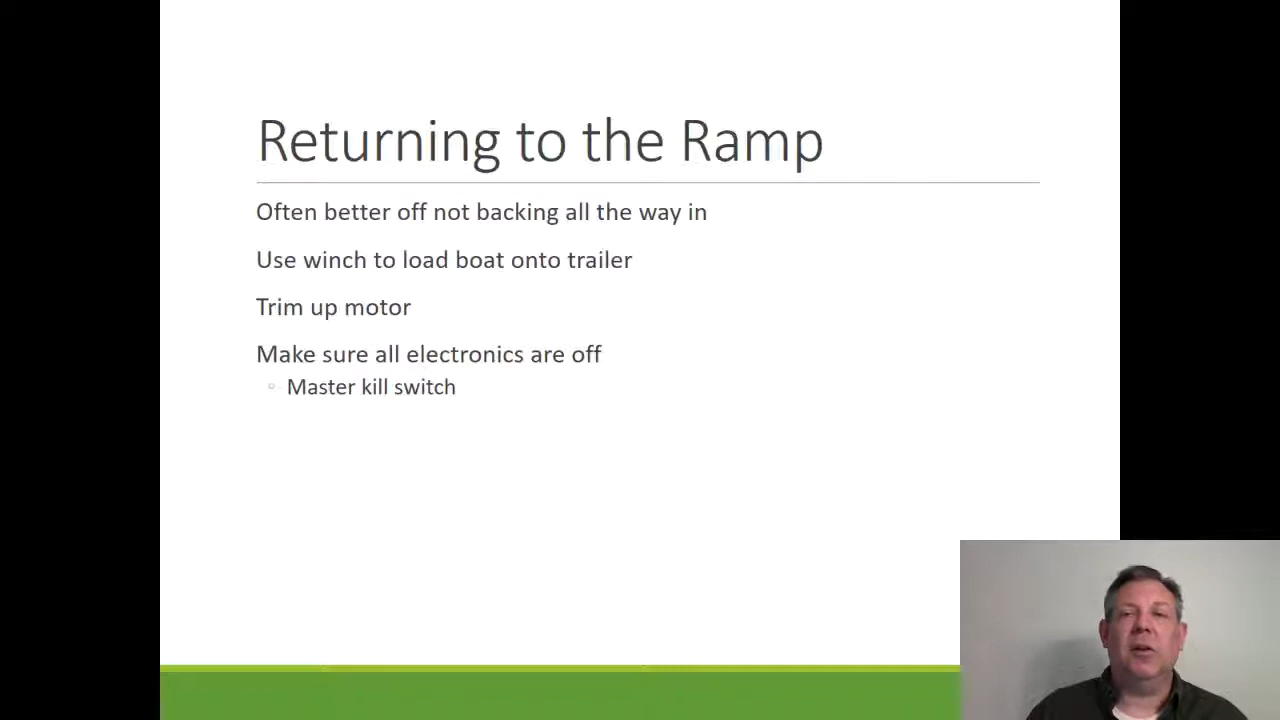 Returning to the Ramp
Often better off not backing all the way in
Use winch to load boat onto trailer
Trim up motor
Make sure all electronics are off
Master kill switch